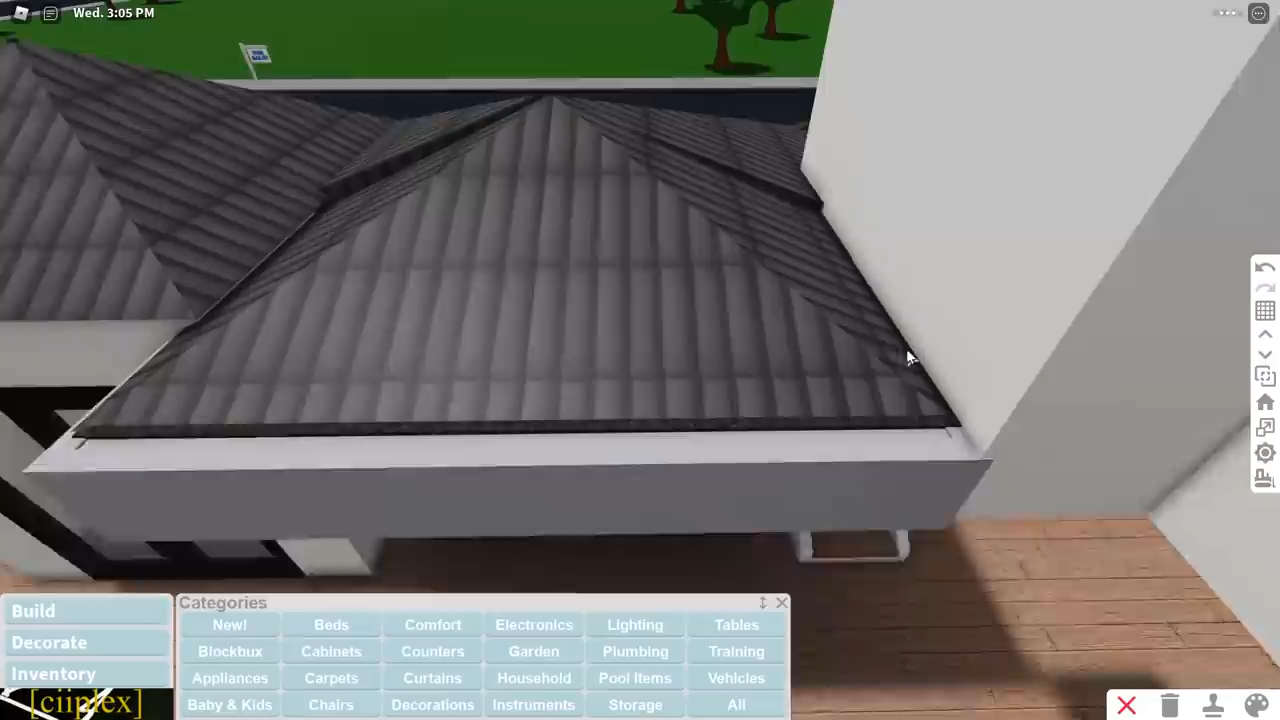 Wed. 3:05 PM
Build
Decorate
Inventory
Categories
New! Beds Comfort Electronics Lighting Tables
Blockbux Cabinets Counters Garden Plumbing Training
Appliances Carpets Curtains Household Pool Items Vehicles
Baby & Kids Chairs Decorations Instruments Storage All
[ciiplex]